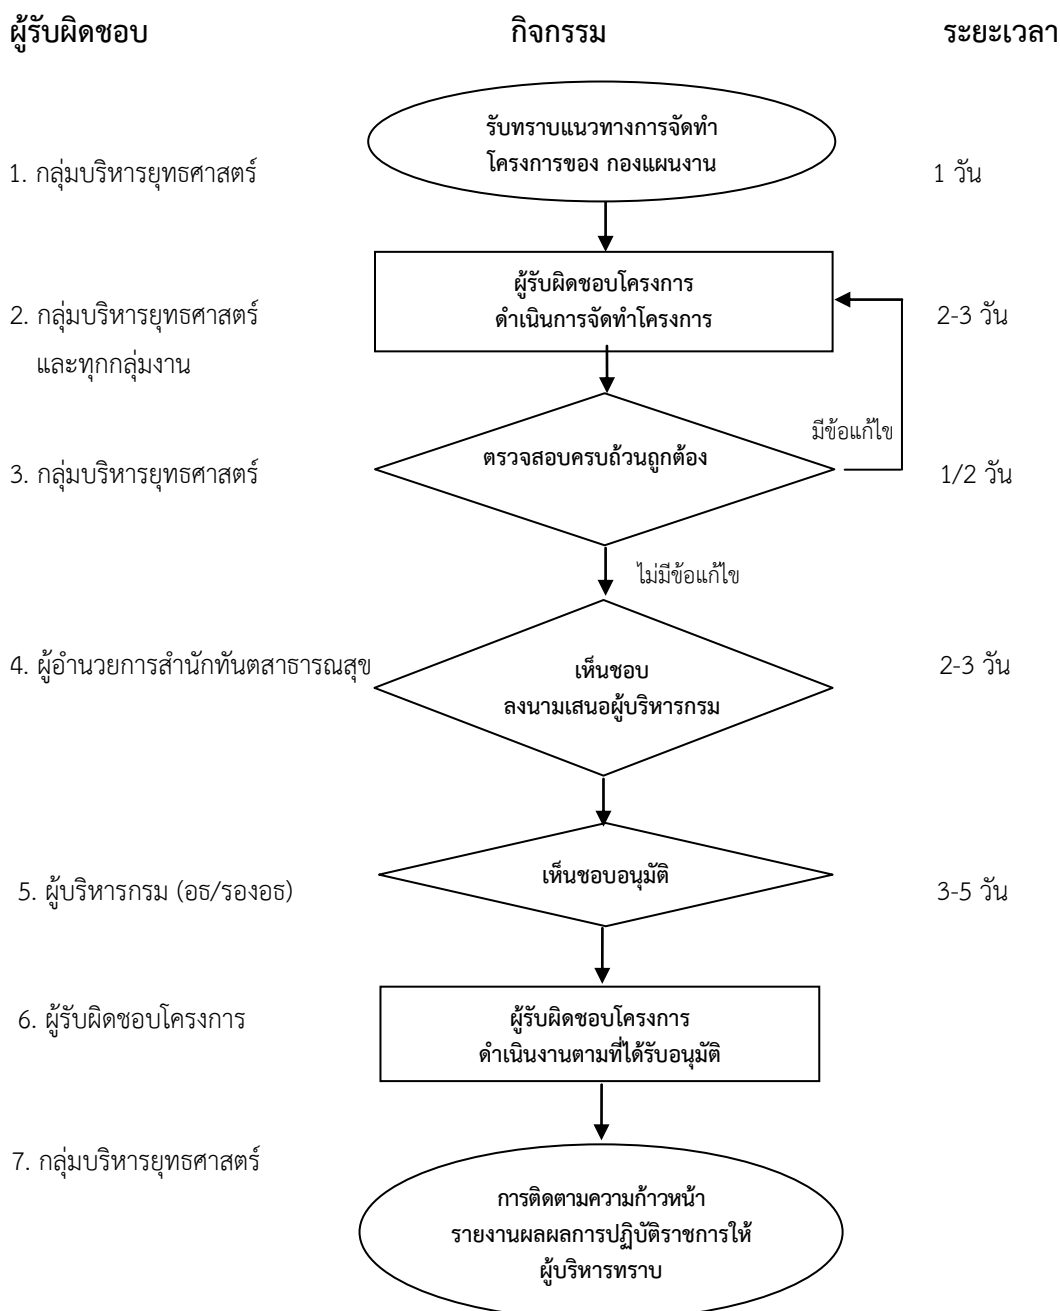 ผู้รับผิดชอบ กิจกรรม ระยะเวลา
รับทราบแนวทางการจัดทำ
โครงการของ กองแผนงาน
1. กลุ่มบริหารยุทธศาสตร์ 1 วัน
ผู้รับผิดชอบโครงการ
ดำเนินการจัดทำโครงการ
2. กลุ่มบริหารยุทธศาสตร์ 2-3 วัน
และทุกกลุ่มงาน
มีข้อแก้ไข
ตรวจสอบครบถ้วนถูกต้อง
3. กลุ่มบริหารยุทธศาสตร์ 1/2 วัน
ไม่มีข้อแก้ไข
4. ผู้อำนวยการสำนักทันตสาธารณสุข 2-3 วัน
เห็นชอบ
ลงนามเสนอผู้บริหารกรม
เห็นชอบอนุมัติ
5. ผู้บริหารกรม (อธ/รองอธ) 3-5 วัน
6. ผู้รับผิดชอบโครงการ
ผู้รับผิดชอบโครงการ
ดำเนินงานตามที่ได้รับอนุมัติ
7. กลุ่มบริหารยุทธศาสตร์
การติดตามความก้าวหน้า
รายงานผลผลการปฏิบัติราชการให้
ผู้บริหารทราบ